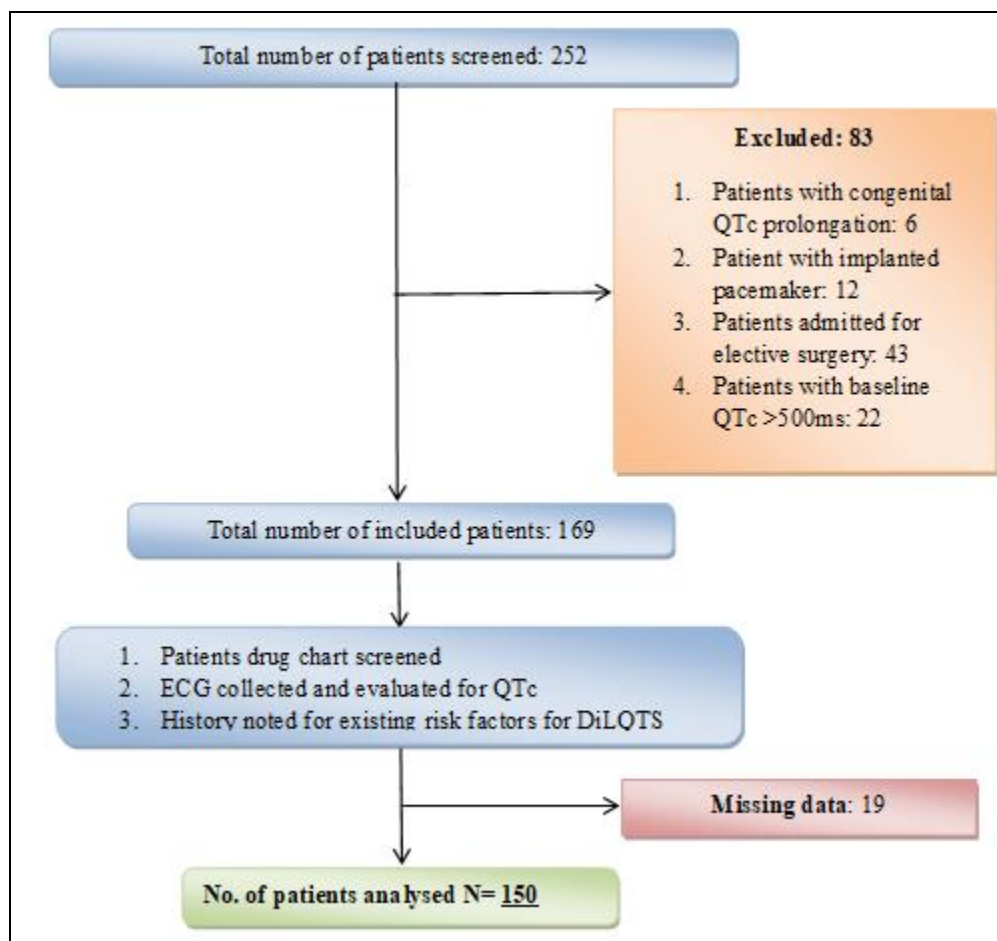 Total number of patients screened: 252
Excluded: 83
1. Patients with congenital
QTc prolongation: 6
2. Patient with implanted
pacemaker: 12
3. Patients admitted for
elective surgery: 43
4. Patients with baseline
QTc >500ms: 22
Total number of included patients: 169
1. Patients drug chart screened
2. ECG collected and evaluated for QTc
3. History noted for existing risk factors for DiLQTS
Missing data: 19
No. of patients analysed N= 150